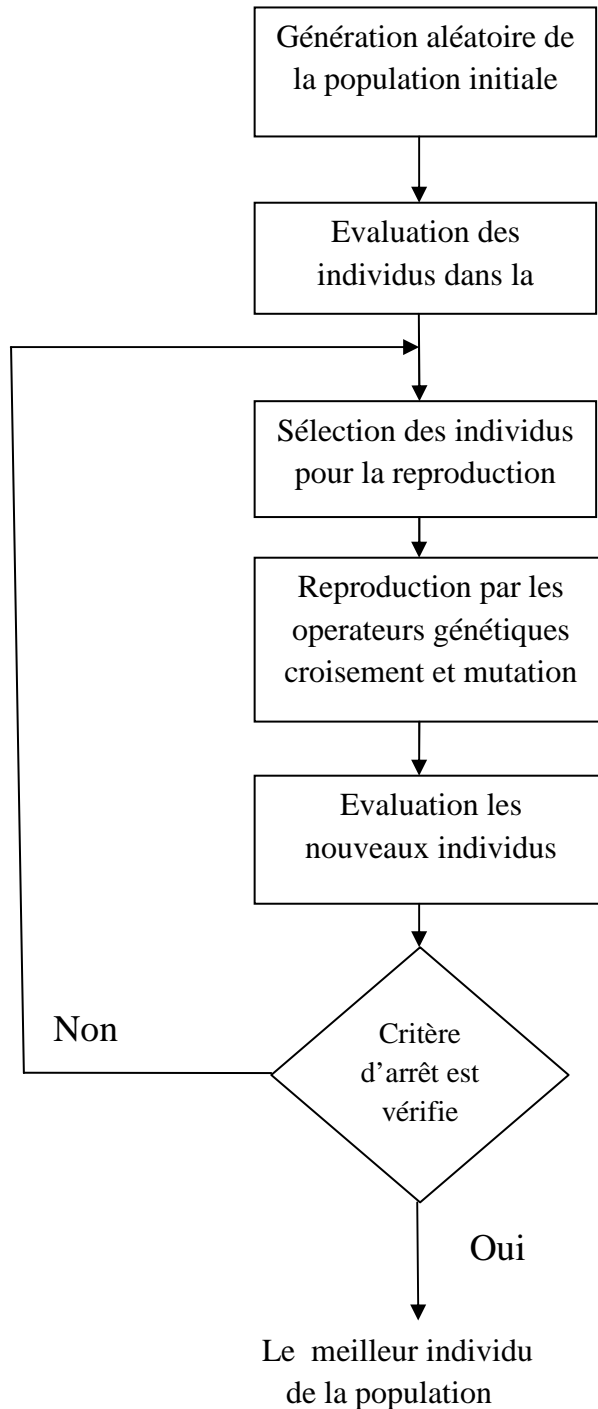 Génération aléatoire de
la population initiale
Evaluation des
individus dans la
Sélection des individus
pour la reproduction
Reproduction par les
operateurs génétiques
croisement et mutation
Evaluation les
nouveaux individus
Non
Critère
d’arrêt est
vérifie
Oui
Le meilleur individu
de la population